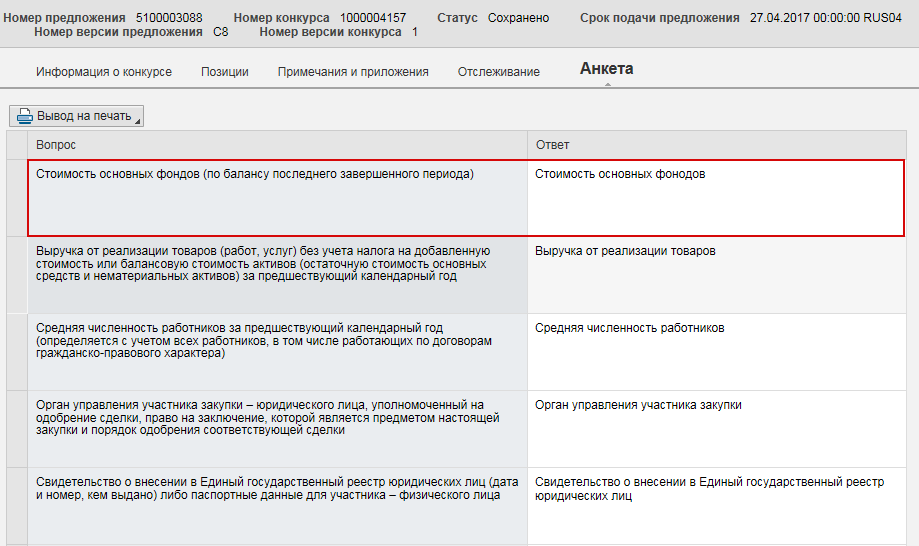 Номер предложения 5100003088 Номер конкурса 1000004157 Статус Сохранено Срок подачи предложения 27.04.2017 00:00:00 RUS04
Номер версии предложения C8 Номер версии конкурса 1
Информация о конкурсе Позиции Примечания и приложения Отслеживание Анкета
Вывод на печать
Вопрос Ответ
Стоимость основных фондов (по балансу последнего завершенного периода) Стоимость основных фонодов
Выручка от реализации товаров (работ, услуг) без учета налога на добавленную Выручка от реализации товаров
стоимость или балансовую стоимость активов (остаточную стоимость основных
средств и нематериальных активов) за предшествующий календарный год
Средняя численность работников за предшествующий календарный год Средняя численность работников
(определяется с учетом всех работников, в том числе работающих по договорам
гражданско-правового характера)
Орган управления участника закупки – юридического лица, уполномоченный на Орган управления участника закупки
одобрение сделки, право на заключение, которой является предметом настоящей
закупки и порядок одобрения соответствующей сделки
Свидетельство о внесении в Единый государственный реестр юридических лиц (дата Свидетельство о внесении в Единый государственный реестр
и номер, кем выдано) либо паспортные данные для участника – физического лица юридических лиц